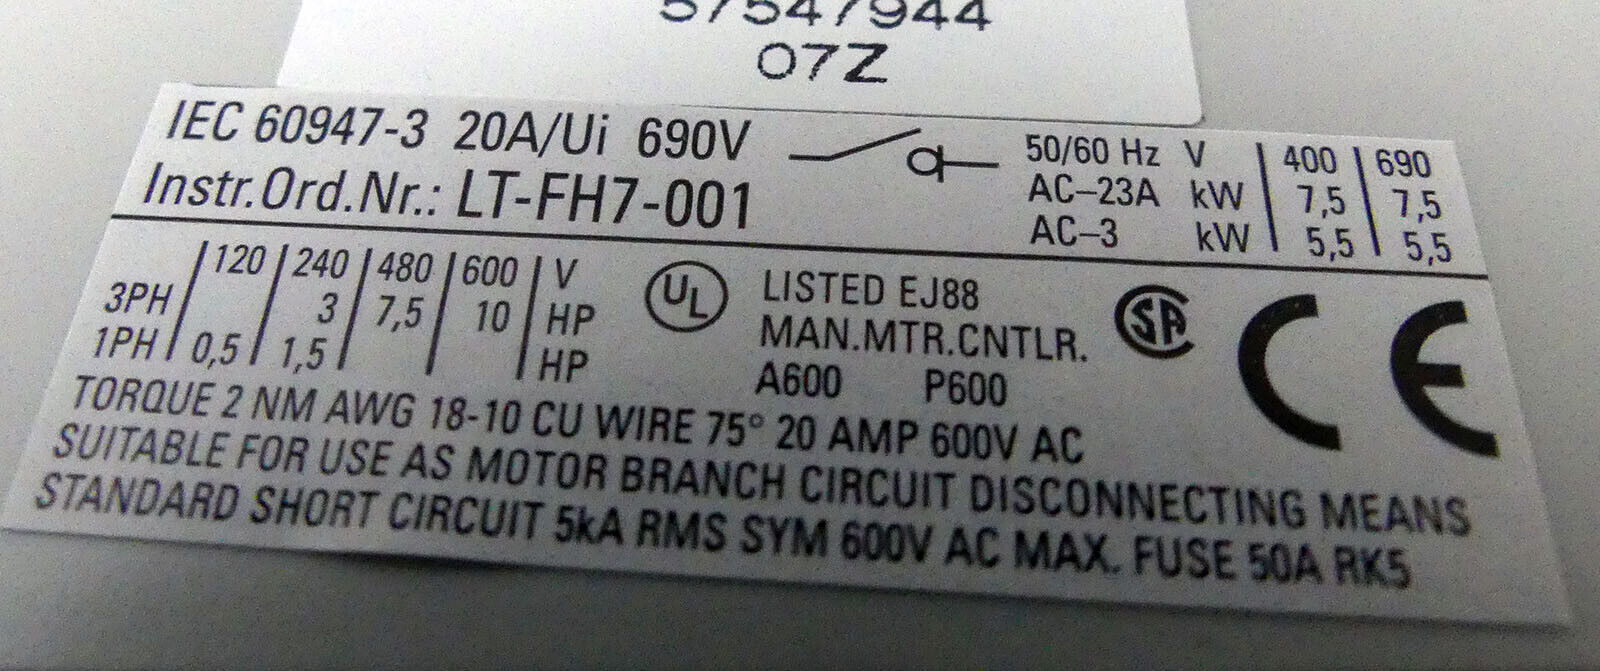 57547944
07Z
IEC 60947-3 20A/Ui 690V
Instr.Ord.Nr.: LT-FH7-001
50/60 Hz V 400 690
AC-23A kW 7,5 7,5
AC-3 kW 5,5 5,5
120 240 480 600 V
3PH 3 7,5 10 HP
1PH 0,5 1,5 HP
UL
LISTED EJ88
MAN.MTR.CNTLR.
A600 P600
SA
CE
TORQUE 2 NM AWG 18-10 CU WIRE 75° 20 AMP 600V AC
SUITABLE FOR USE AS MOTOR BRANCH CIRCUIT DISCONNECTING MEANS
STANDARD SHORT CIRCUIT 5kA RMS SYM 600V AC MAX. FUSE 50A RK5